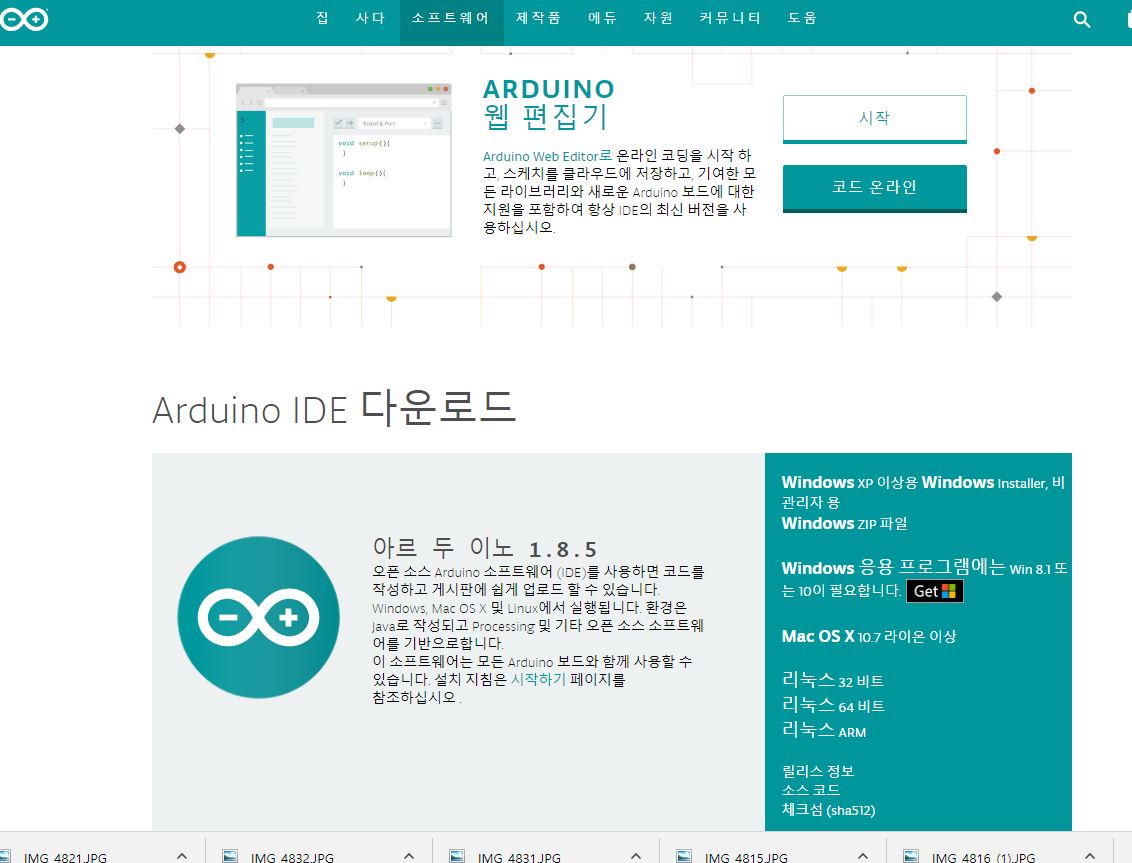 집 사다 소프트웨어 제작품 에듀 자원 커뮤니티 도움
ARDUINO
웹 편집기
Board & Port
void setup(){
}
void loop(){
}
Arduino Web Editor로 온라인 코딩을 시작 하
고, 스케치를 클라우드에 저장하고, 기여한 모
든 라이브러리와 새로운 Arduino 보드에 대한
지원을 포함하여 항상 IDE의 최신 버전을 사
용하십시오.
시작
코드 온라인
Arduino IDE 다운로드
아르 두 이노 1.8.5
오픈 소스 Arduino 소프트웨어 (IDE)를 사용하면 코드를
작성하고 게시판에 쉽게 업로드 할 수 있습니다.
Windows, Mac OS X 및 Linux에서 실행됩니다. 환경은
Java로 작성되고 Processing 및 기타 오픈 소스 소프트웨
어를 기반으로합니다.
이 소프트웨어는 모든 Arduino 보드와 함께 사용할 수
있습니다. 설치 지침은 시작하기 페이지를
참조하십시오 .
Windows XP 이상용 Windows Installer, 비
관리자 용
Windows ZIP 파일
Windows 응용 프로그램에는 Win 8.1 또
는 10이 필요합니다. Get
Mac OS X 10.7 라이온 이상
리눅스 32 비트
리눅스 64 비트
리눅스 ARM
릴리스 정보
소스 코드
체크섬 (sha512)
IMG_4821.JPG IMG_4832.JPG IMG_4831.JPG IMG_4815.JPG IMG_4816 (1).JPG